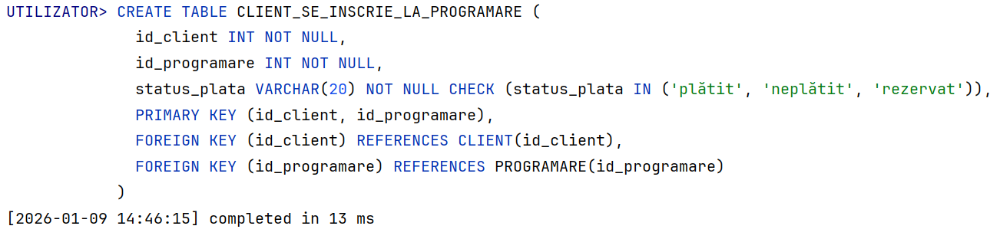 UTILIZATOR> CREATE TABLE CLIENT_SE_INSCRIE_LA_PROGRAMARE (
id_client INT NOT NULL,
id_programare INT NOT NULL,
status_plata VARCHAR(20) NOT NULL CHECK (status_plata IN ('plătit', 'neplătit', 'rezervat')),
PRIMARY KEY (id_client, id_programare),
FOREIGN KEY (id_client) REFERENCES CLIENT(id_client),
FOREIGN KEY (id_programare) REFERENCES PROGRAMARE(id_programare)
)
[2026-01-09 14:46:15] completed in 13 ms